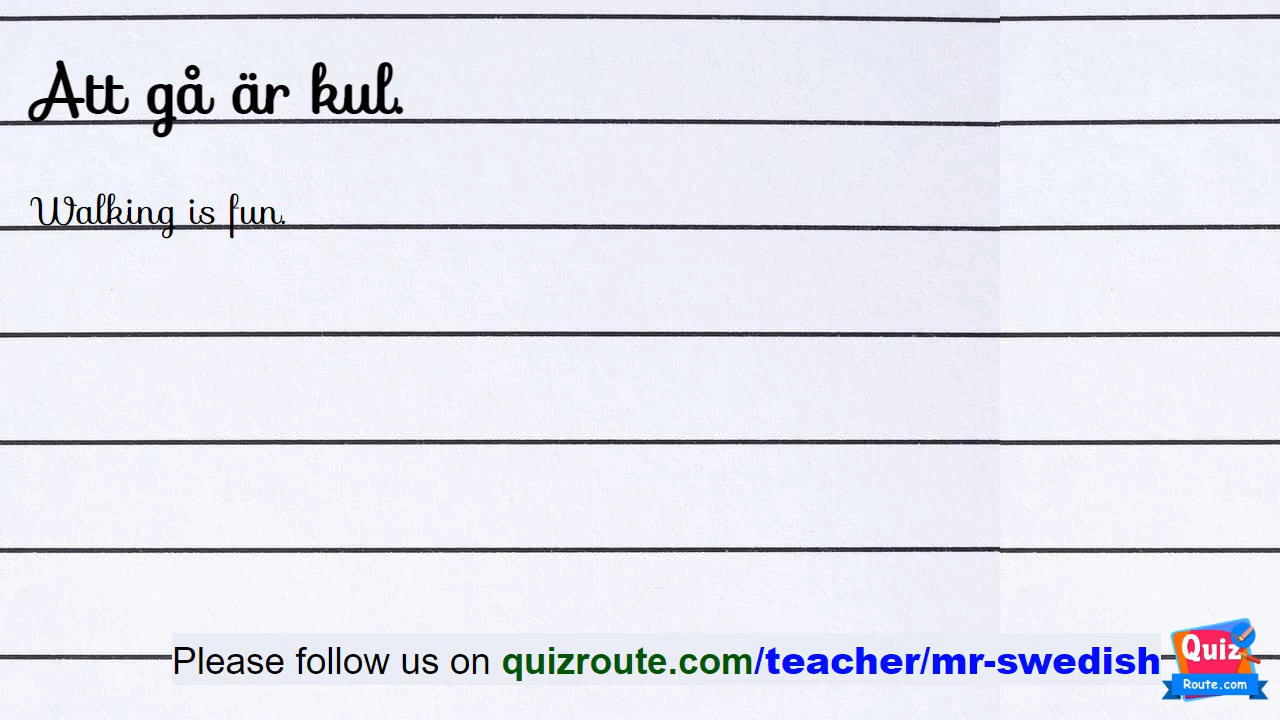 Att gå är kul.
Walking is fun.
Please follow us on quizroute.com/teacher/mr-swedish
Quiz
Route.com